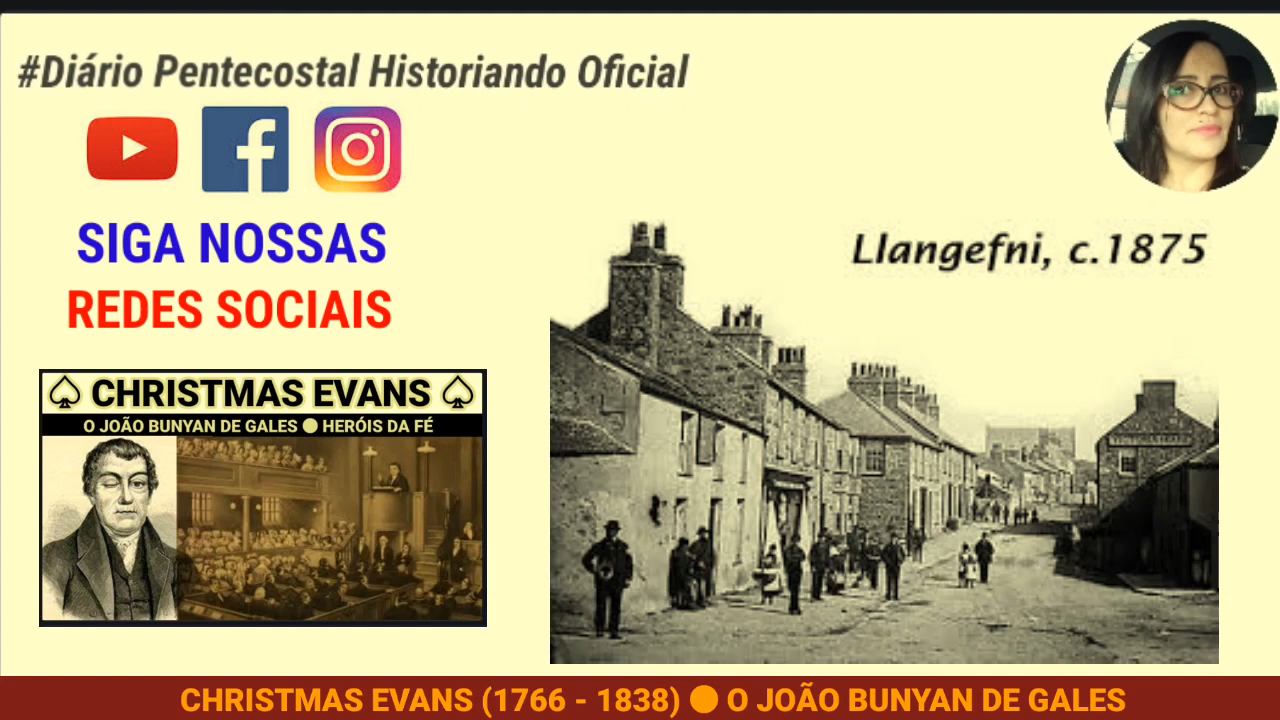 #Diário Pentecostal Historiando Oficial
SIGA NOSSAS
REDES SOCIAIS
Llangefni, c.1875
♤ CHRISTMAS EVANS ♤
O JOÃO BUNYAN DE GALES ● HERÓIS DA FÉ
CHRISTMAS EVANS (1766 - 1838) ● O JOÃO BUNYAN DE GALES